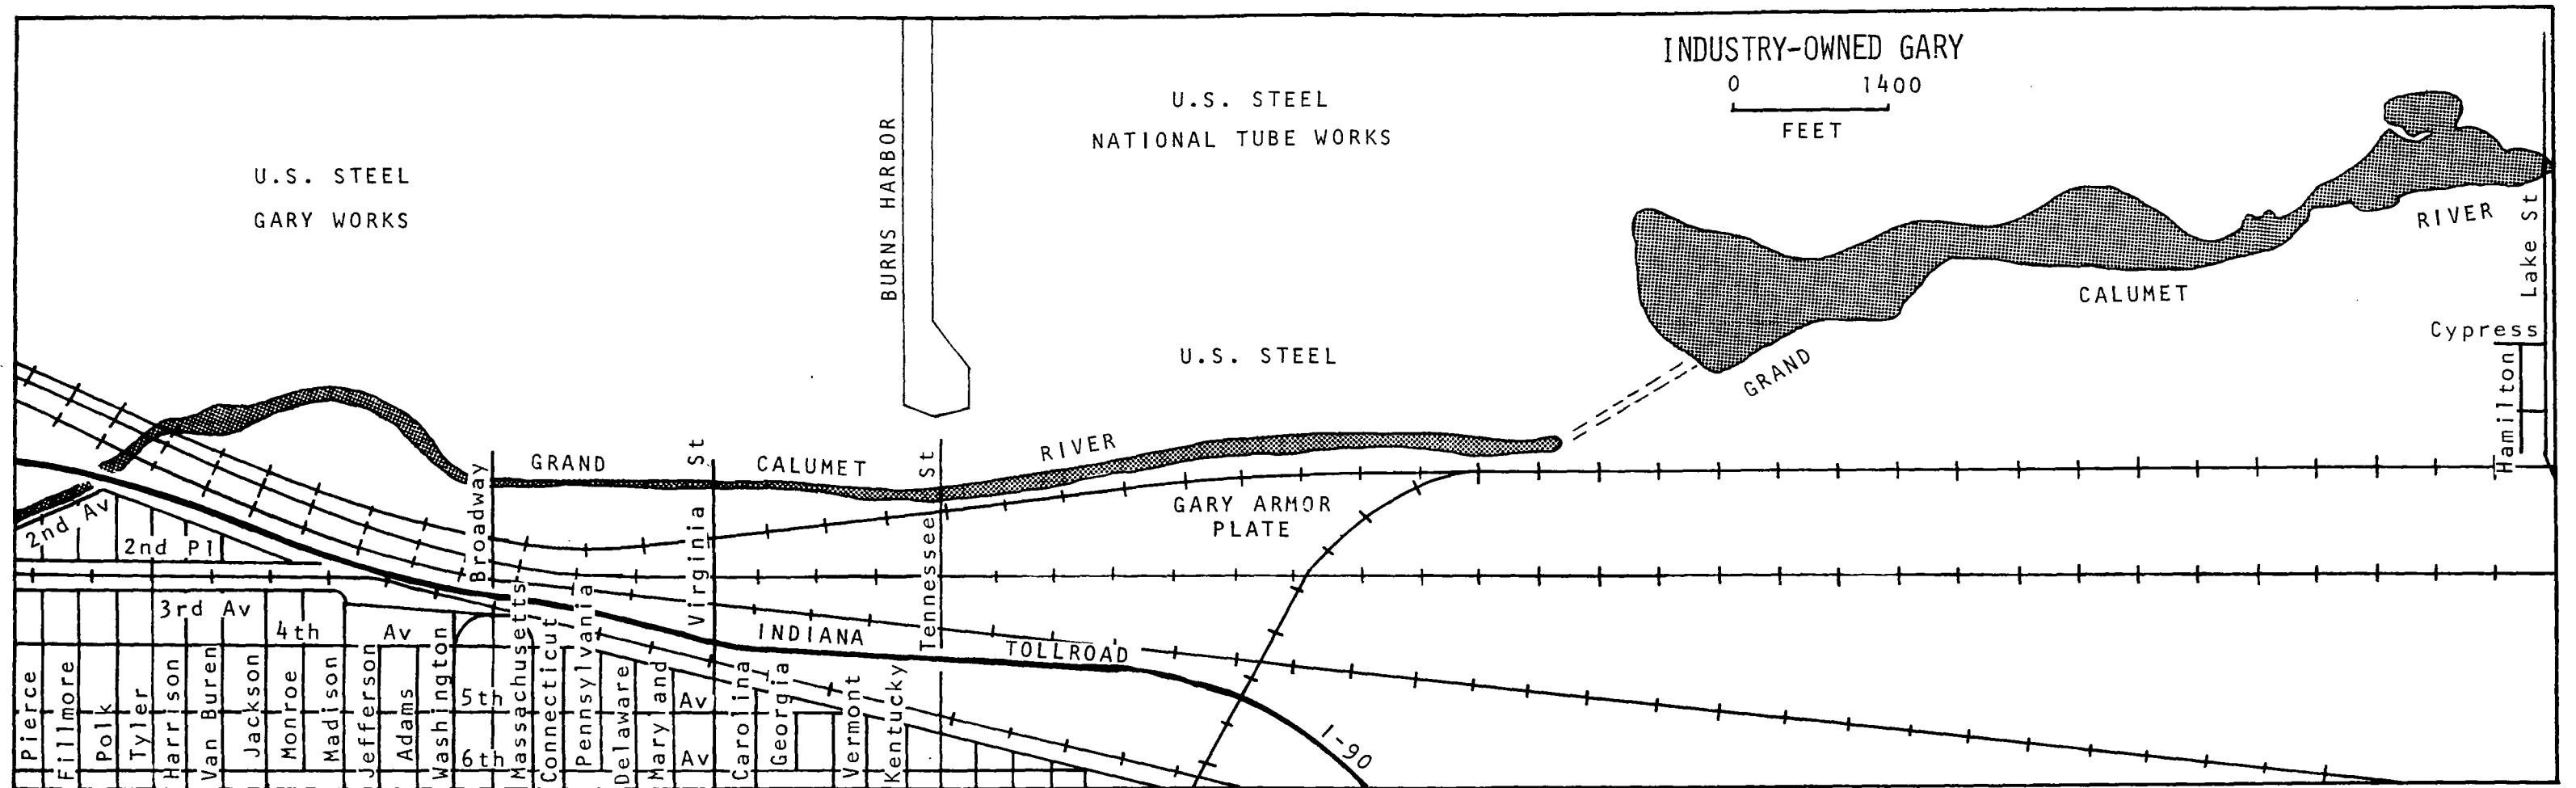 INDUSTRY-OWNED GARY
0 1400
FEET
U.S. STEEL
NATIONAL TUBE WORKS
BURNS HARBOR
U.S. STEEL
GARY WORKS
RIVER
Lake St
CALUMET
Cypress
U.S. STEEL
GRAND
Hamilton
RIVER
GRAND
CALUMET
Broadway
Virginia St
Tennessee St
GARY ARMOR
PLATE
2nd Av
2nd Pl
3rd Av
4th Av
INDIANA TOLLROAD
I-90
5th Av
6th Av
Pierce
Fillmore
Polk
Tyler
Harrison
Van Buren
Jackson
Monroe
Madison
Jefferson
Adams
Washington
Massachusetts
Connecticut
Pennsylvania
Delaware
Maryland
Carolina
Georgia
Vermont
Kentucky